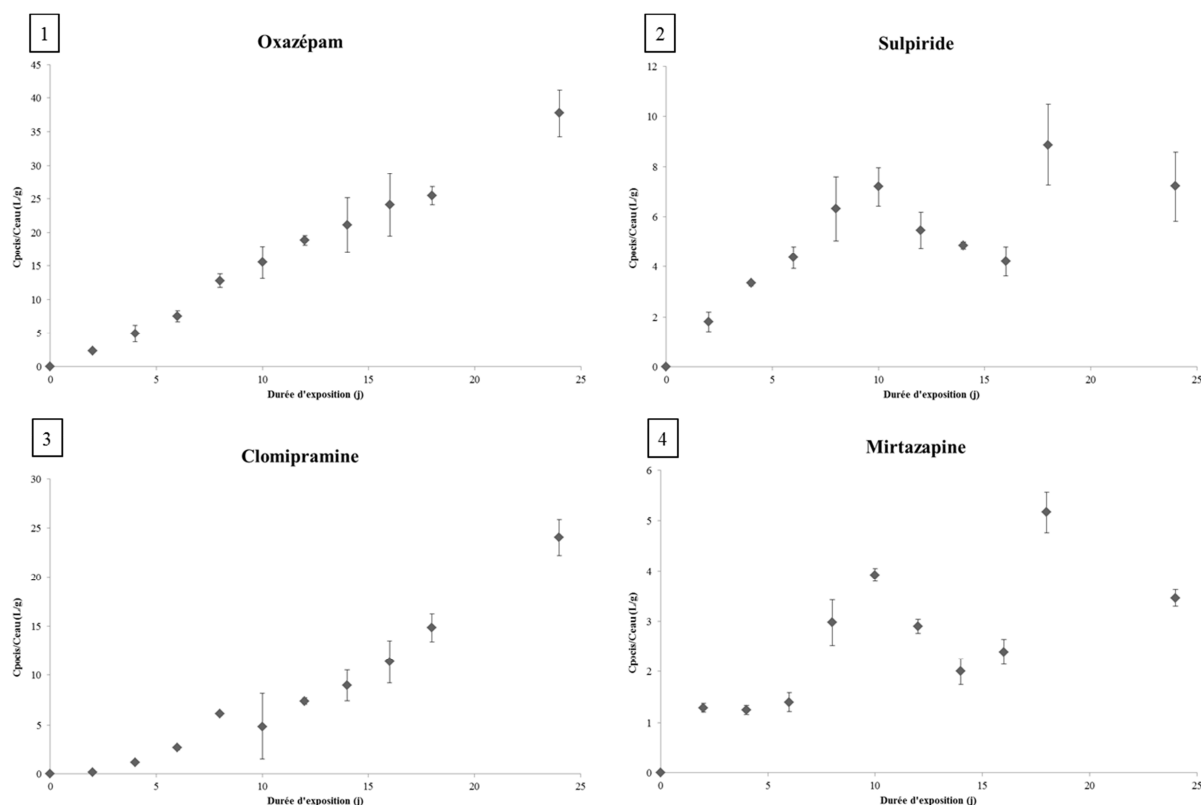 1
Oxazépam
45
40
35
30
25
20
15
10
5
0
Cpocis/Ceau (L/g)
0 5 10 15 20 25
Durée d'exposition (j)
2
Sulpiride
12
10
8
6
4
2
0
Cpocis/Ceau (L/g)
0 5 10 15 20 25
Durée d'exposition (j)
3
Clomipramine
30
25
20
15
10
5
0
Cpocis/Ceau (L/g)
0 5 10 15 20 25
Durée d'exposition (j)
4
Mirtazapine
6
5
4
3
2
1
0
Cpocis/Ceau (L/g)
0 5 10 15 20 25
Durée d'exposition (j)